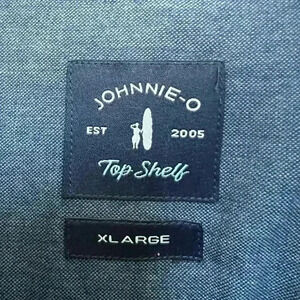 JOHNNIE-O
EST 2005
Top Shelf
XLARGE